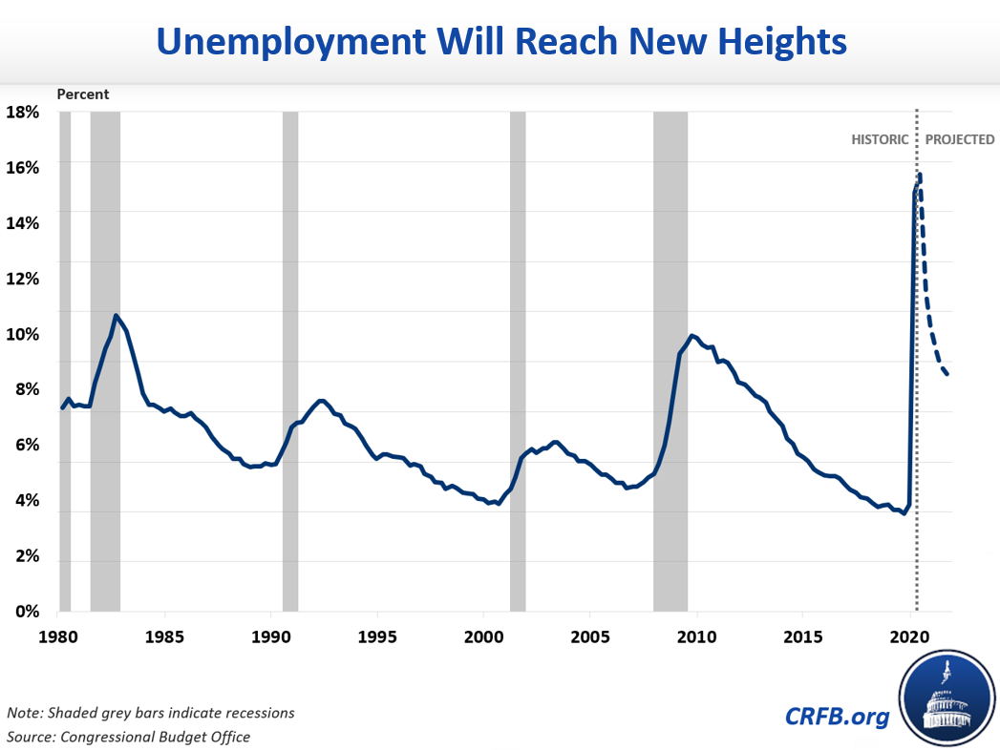 Unemployment Will Reach New Heights
Percent
18%
HISTORIC PROJECTED
16%
14%
12%
10%
8%
6%
4%
2%
0%
1980 1985 1990 1995 2000 2005 2010 2015 2020
Note: Shaded grey bars indicate recessions
Source: Congressional Budget Office
CRFB.org